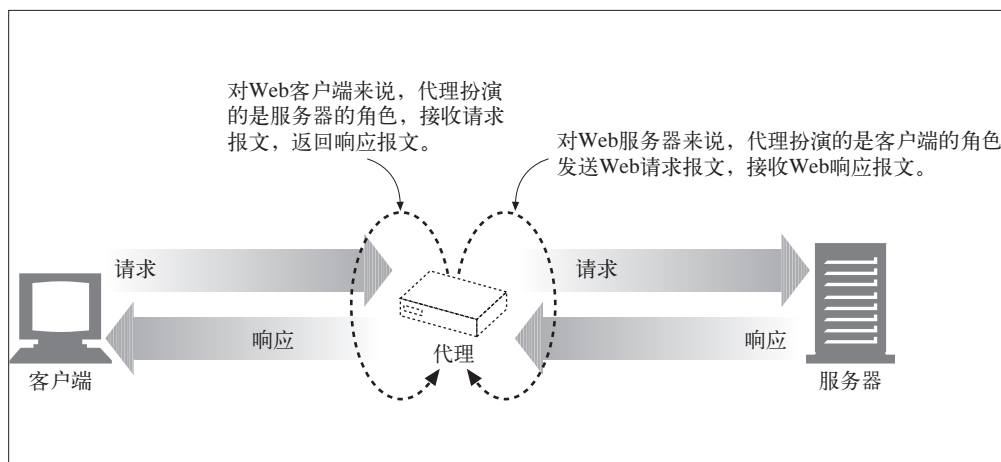 对Web客户端来说，代理扮演
的是服务器的角色，接收请求
报文，返回响应报文。
对Web服务器来说，代理扮演的是客户端的角色
发送Web请求报文，接收Web响应报文。
请求
请求
响应
响应
代理
客户端
服务器